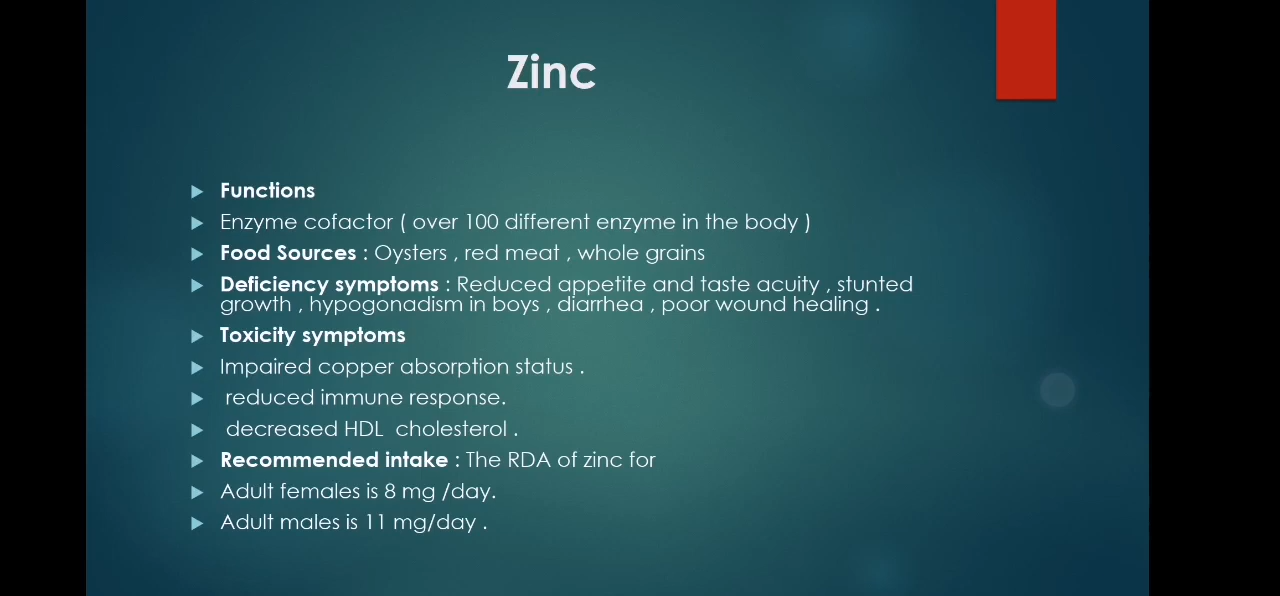 Zinc
Functions
Enzyme cofactor ( over 100 different enzyme in the body )
Food Sources : Oysters , red meat , whole grains
Deficiency symptoms : Reduced appetite and taste acuity , stunted
growth , hypogonadism in boys , diarrhea , poor wound healing .
Toxicity symptoms
Impaired copper absorption status .
reduced immune response.
decreased HDL  cholesterol .
Recommended intake : The RDA of zinc for
Adult females is 8 mg /day.
Adult males is 11 mg/day .